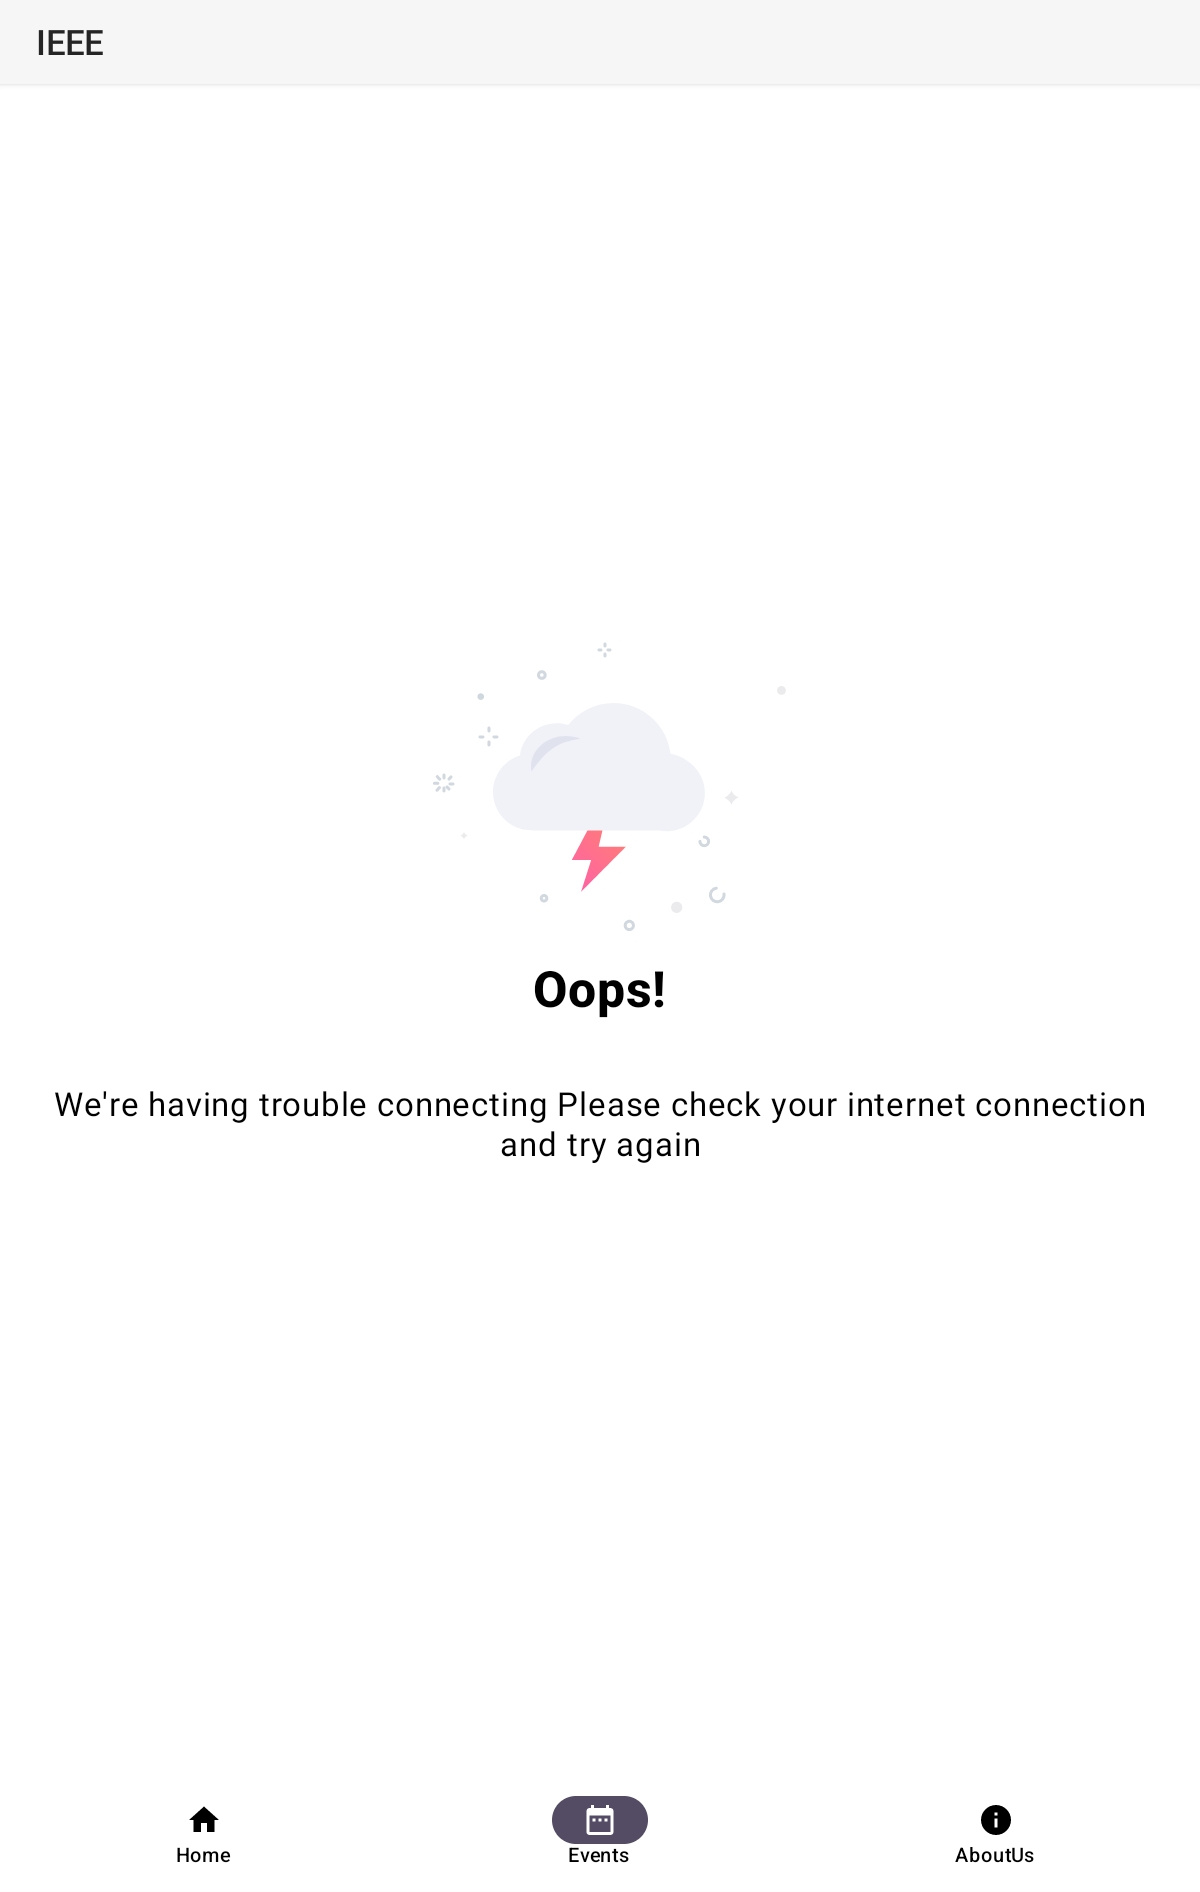 IEEE
Oops!
We're having trouble connecting Please check your internet connection
and try again
Home
Events
AboutUs